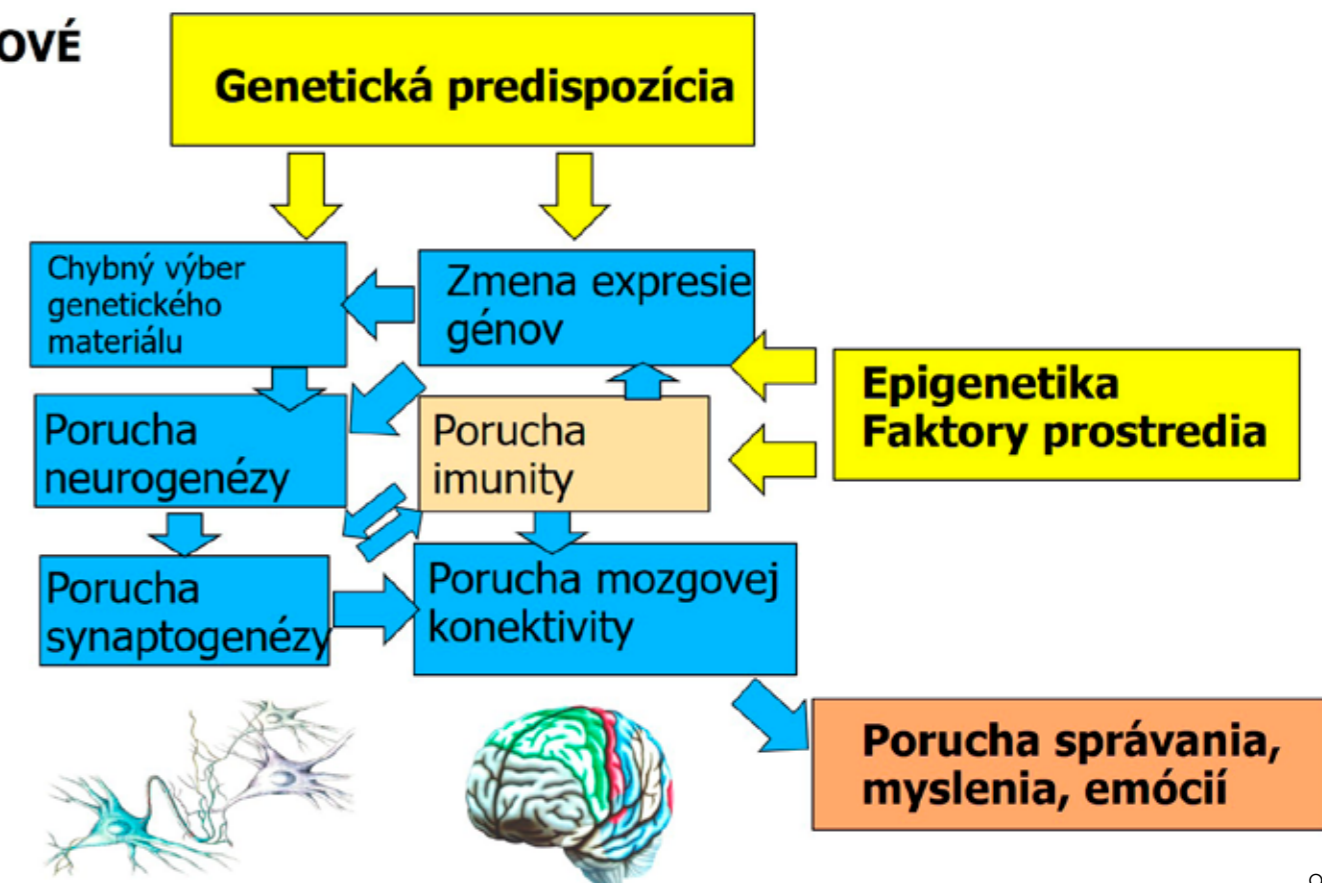 OVÉ
Genetická predispozícia
Chybný výber
genetického
materiálu
Zmena expresie
génov
Epigenetika
Faktory prostredia
Porucha
neurogenézy
Porucha
imunity
Porucha
synaptogenézy
Porucha mozgovej
konektivity
Porucha správania,
myslenia, emócií